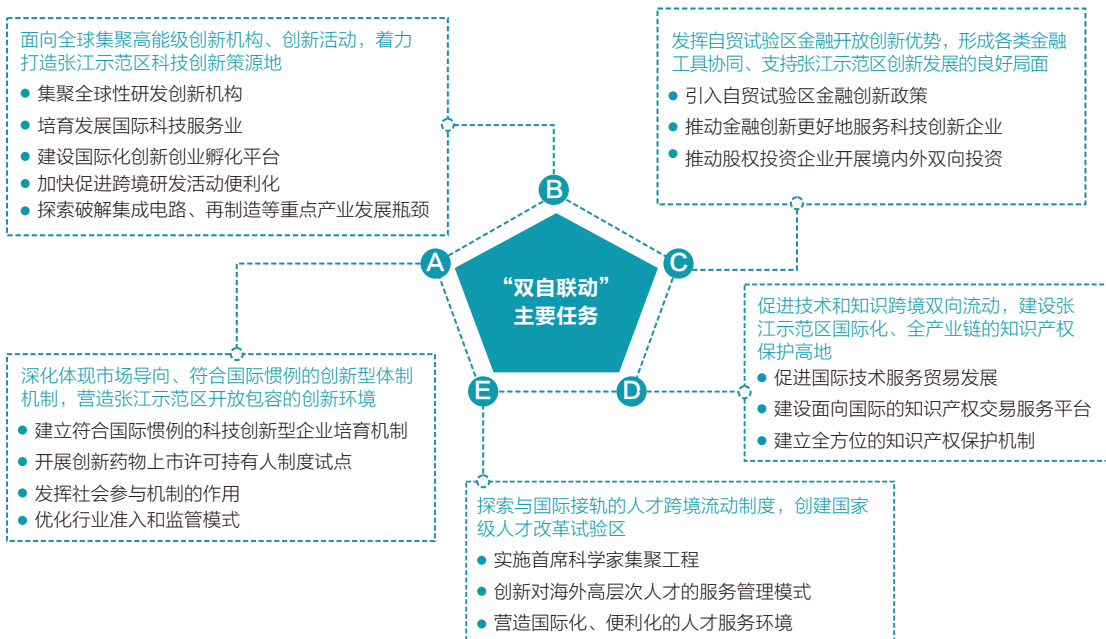 面向全球集聚高能级创新机构、创新活动，着力
打造张江示范区科技创新策源地
● 集聚全球性研发创新机构
● 培育发展国际科技服务业
● 建设国际化创新创业孵化平台
● 加快促进跨境研发活动便利化
● 探索破解集成电路、再制造等重点产业发展瓶颈
发挥自贸试验区金融开放创新优势，形成各类金融
工具协同、支持张江示范区创新发展的良好局面
● 引入自贸试验区金融创新政策
● 推动金融创新更好地服务科技创新企业
● 推动股权投资企业开展境内外双向投资
B
A
C
“双自联动”
主要任务
E
D
促进技术和知识跨境双向流动，建设张
江示范区国际化、全产业链的知识产权
保护高地
● 促进国际技术服务贸易发展
● 建设面向国际的知识产权交易服务平台
● 建立全方位的知识产权保护机制
深化体现市场导向、符合国际惯例的创新型体制
机制，营造张江示范区开放包容的创新环境
● 建立符合国际惯例的科技创新型企业培育机制
● 开展创新药物上市许可持有人制度试点
● 发挥社会参与机制的作用
● 优化行业准入和监管模式
探索与国际接轨的人才跨境流动制度，创建国家
级人才改革试验区
● 实施首席科学家集聚工程
● 创新对海外高层次人才的服务管理模式
● 营造国际化、便利化的人才服务环境